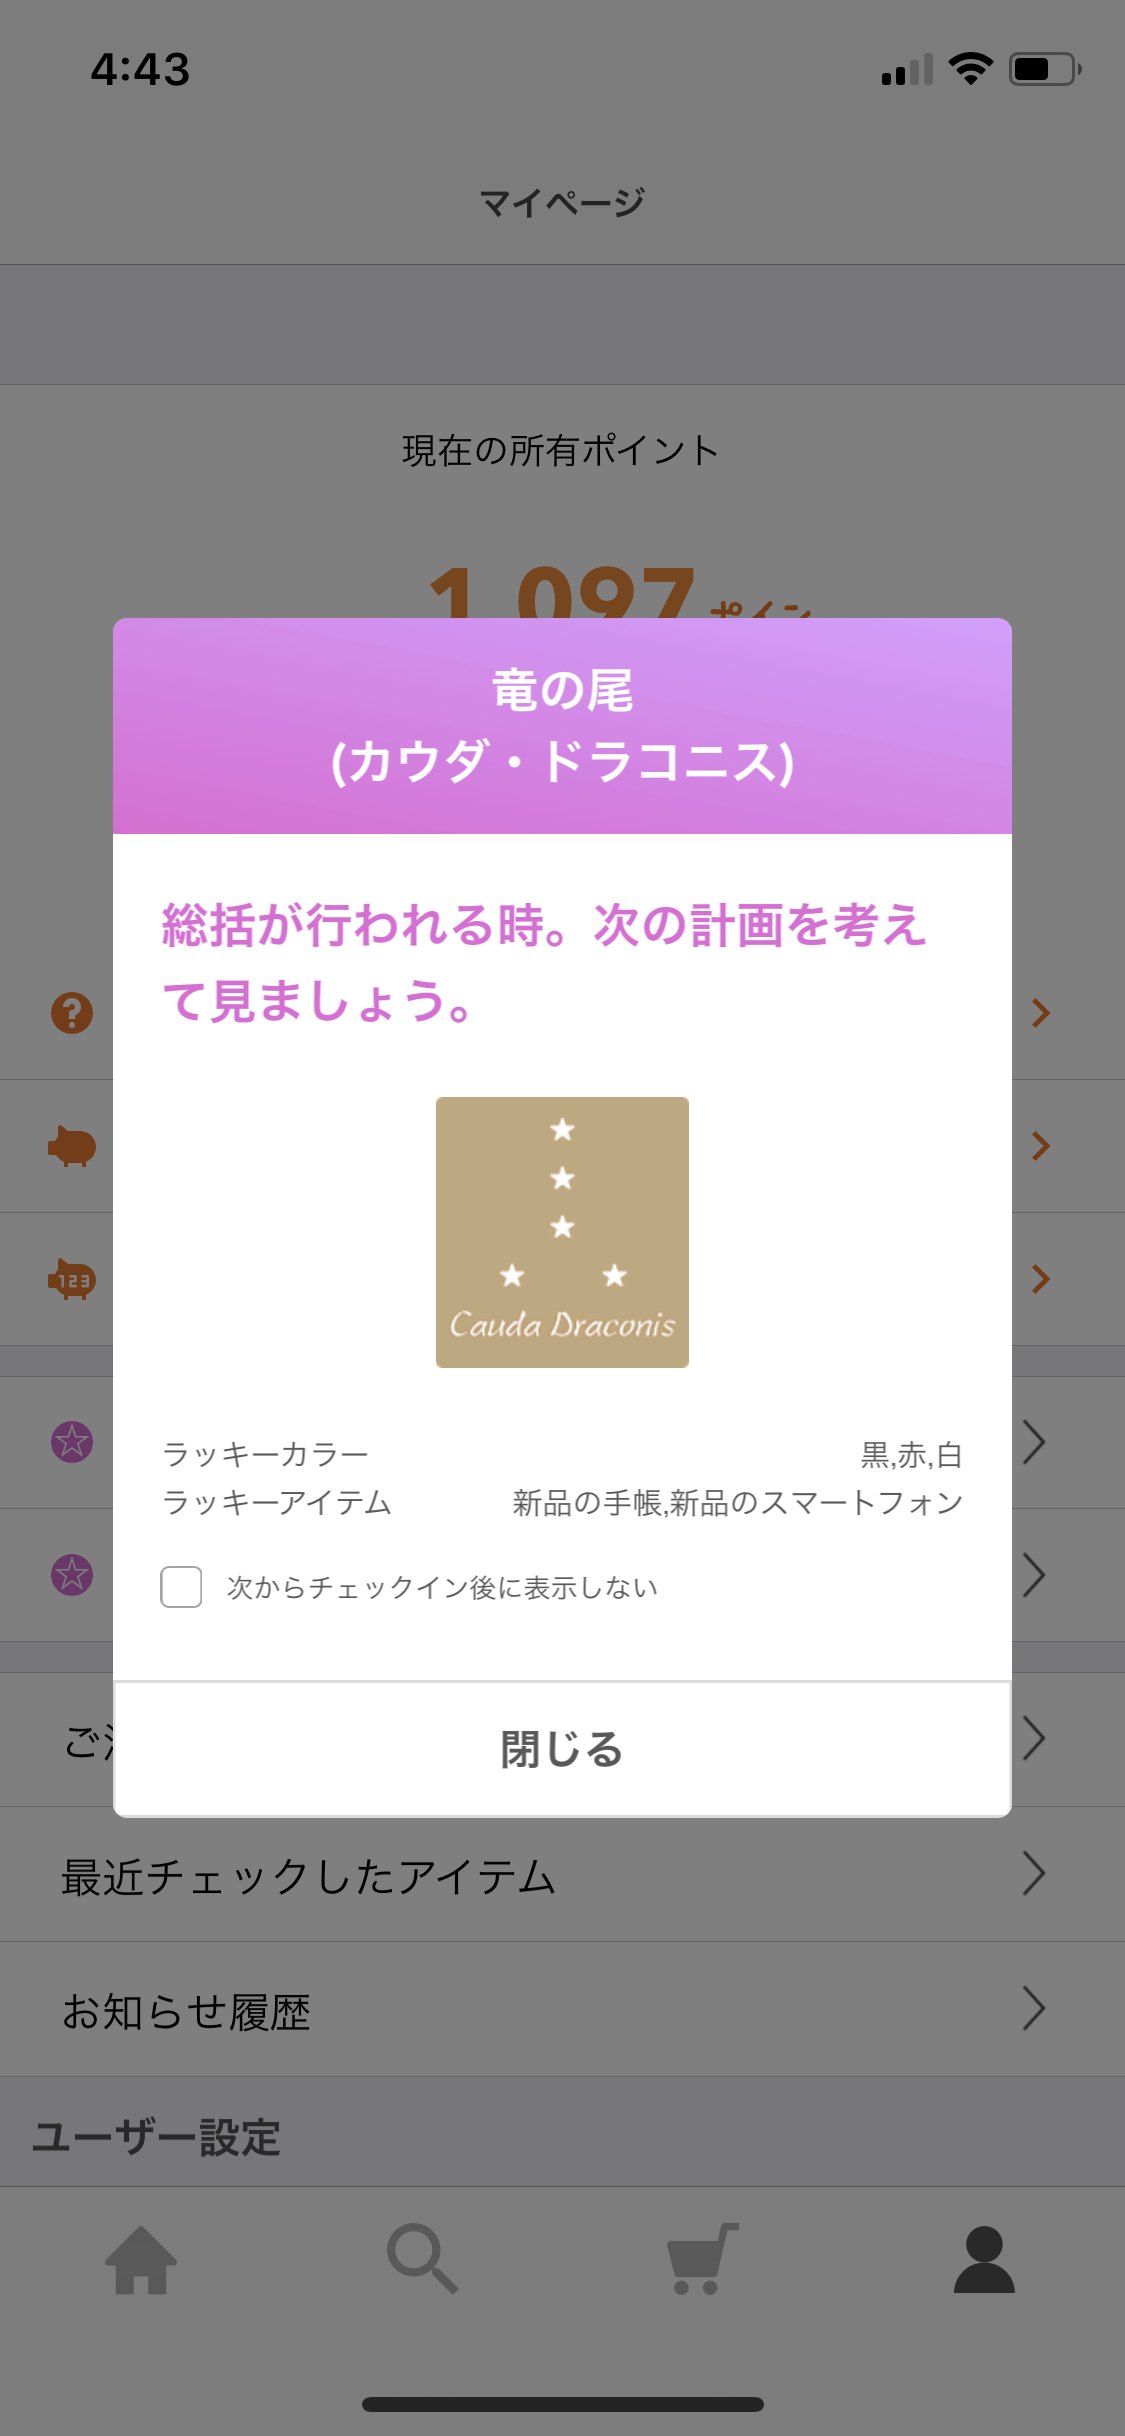 4:43
マイページ
現在の所有ポイント
1,097 ポイン
竜の尾
(カウダ・ドラコニス)
総括が行われる時。次の計画を考え
て見ましょう。
Cauda Draconis
ラッキーカラー 黒,赤,白
ラッキーアイテム 新品の手帳,新品のスマートフォン
次からチェックイン後に表示しない
123
閉じる
最近チェックしたアイテム
お知らせ履歴
ユーザー設定